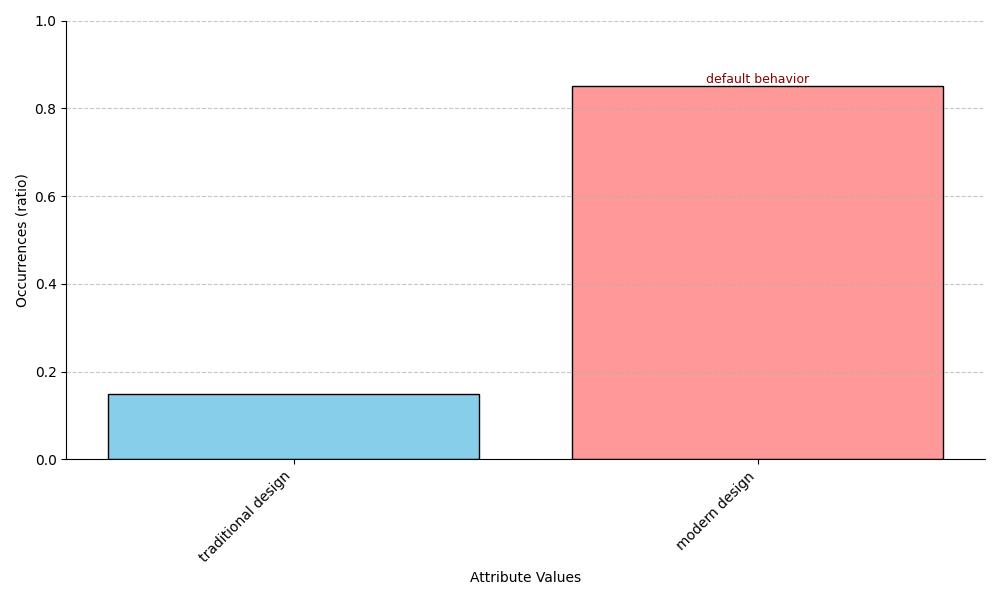 1.0
default behavior
0.8
0.6
0.4
0.2
0.0
Occurrences (ratio)
traditional design
modern design
Attribute Values